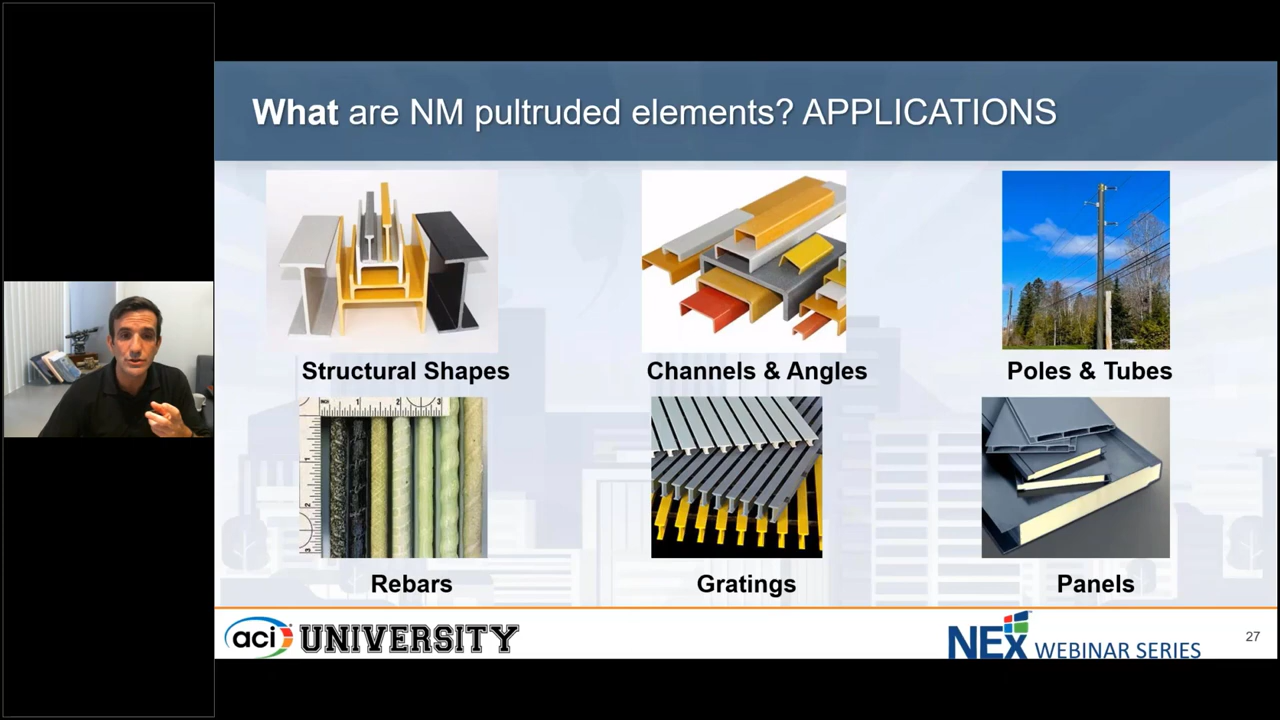 What are NM pultruded elements? APPLICATIONS
Structural Shapes
Channels & Angles
Poles & Tubes
Rebars
Gratings
Panels
aci UNIVERSITY
NEx WEBINAR SERIES
27